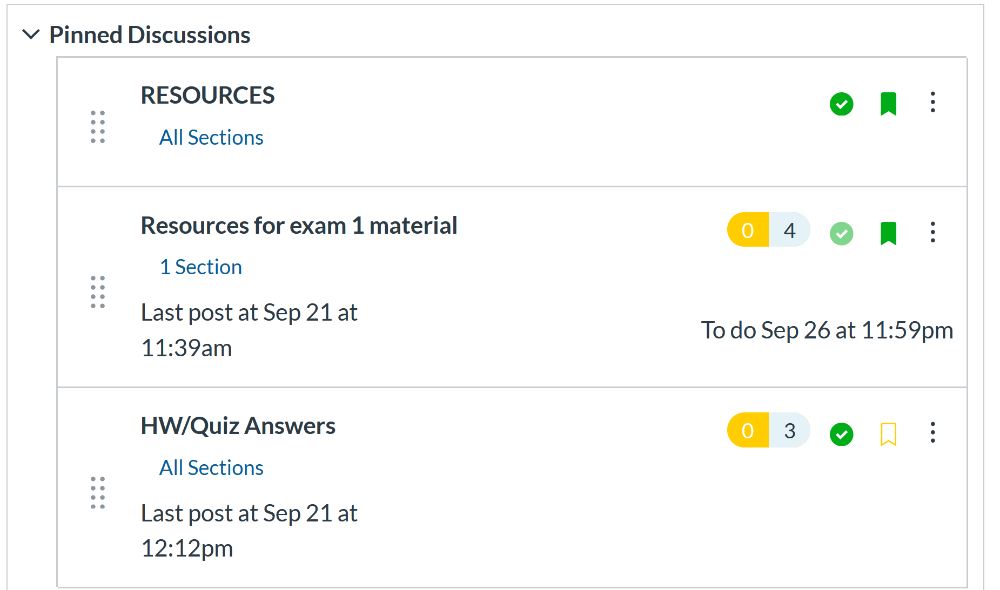 Pinned Discussions
RESOURCES
All Sections
Resources for exam 1 material
0 4
1 Section
Last post at Sep 21 at
11:39am
To do Sep 26 at 11:59pm
HW/Quiz Answers
0 3
All Sections
Last post at Sep 21 at
12:12pm